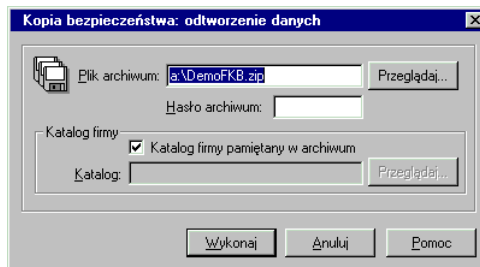 Kopia bezpieczeństwa: odtworzenie danych
Plik archiwum: a:\DemoFKB.zip Przeglądaj...
Hasło archiwum:
Katalog firmy
Katalog firmy pamiętany w archiwum
Katalog: Przeglądaj...
Wykonaj Anuluj Pomoc